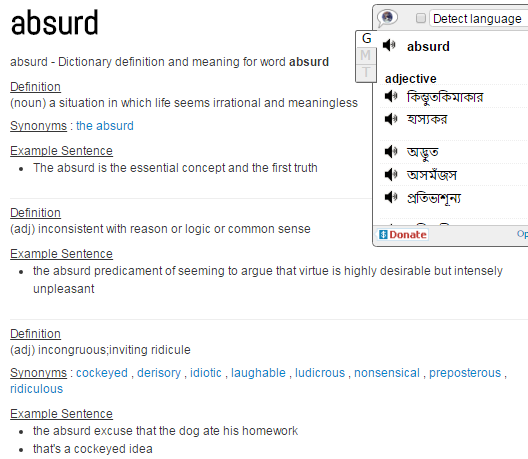 absurd
absurd - Dictionary definition and meaning for word absurd
Definition
(noun) a situation in which life seems irrational and meaningless
Synonyms : the absurd
Example Sentence
The absurd is the essential concept and the first truth
Definition
(adj) inconsistent with reason or logic or common sense
Example Sentence
the absurd predicament of seeming to argue that virtue is highly desirable but intensely
unpleasant
Definition
(adj) incongruous;inviting ridicule
Synonyms : cockeyed , derisory , idiotic , laughable , ludicrous , nonsensical , preposterous ,
ridiculous
Example Sentence
the absurd excuse that the dog ate his homework
that's a cockeyed idea
Detect language
G
M
T
absurd
adjective
কিম্ভুতকিমাকার
হাস্যকর
অদ্ভুত
অসমঁজস
প্রতিভাশূন্য
Donate
Op